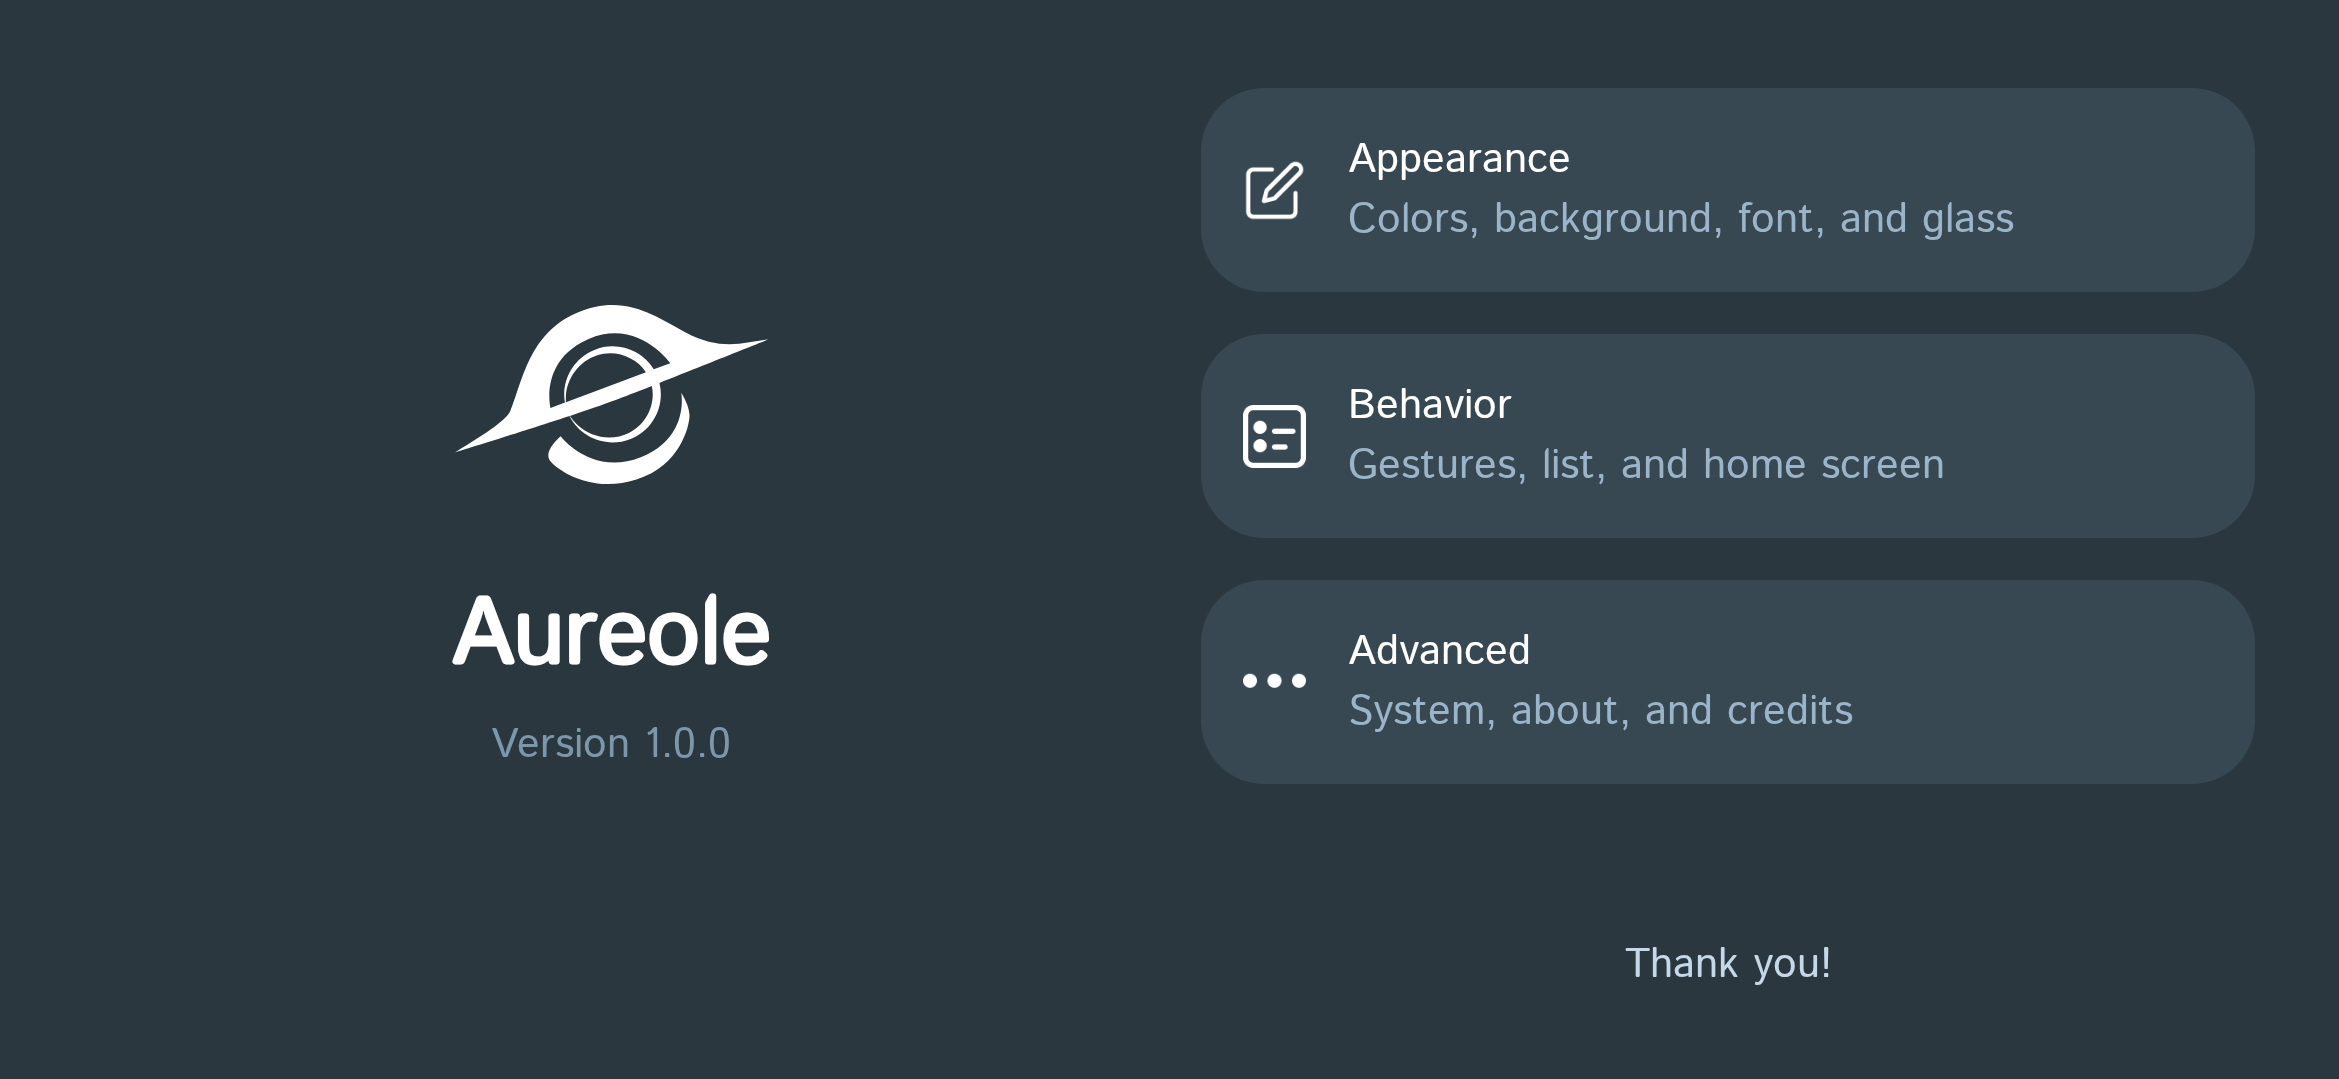 Aureole
Version 1.0.0
Appearance
Colors, background, font, and glass
Behavior
Gestures, list, and home screen
Advanced
System, about, and credits
Thank you!